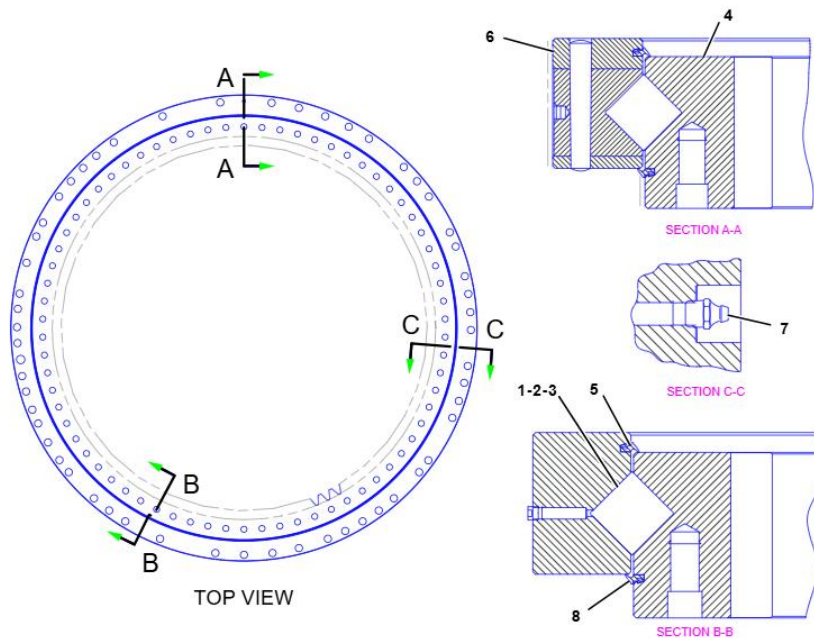 A
A
C
C
B
B
TOP VIEW
6
4
SECTION A-A
7
SECTION C-C
1-2-3
5
8
SECTION B-B